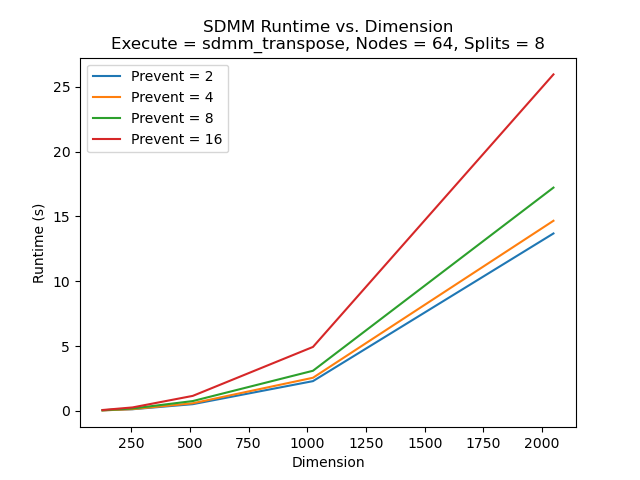 SDMM Runtime vs. Dimension
Execute = sdmm_transpose, Nodes = 64, Splits = 8
Prevent = 2
Prevent = 4
Prevent = 8
Prevent = 16
25
20
15
10
5
0
Runtime (s)
250 500 750 1000 1250 1500 1750 2000
Dimension